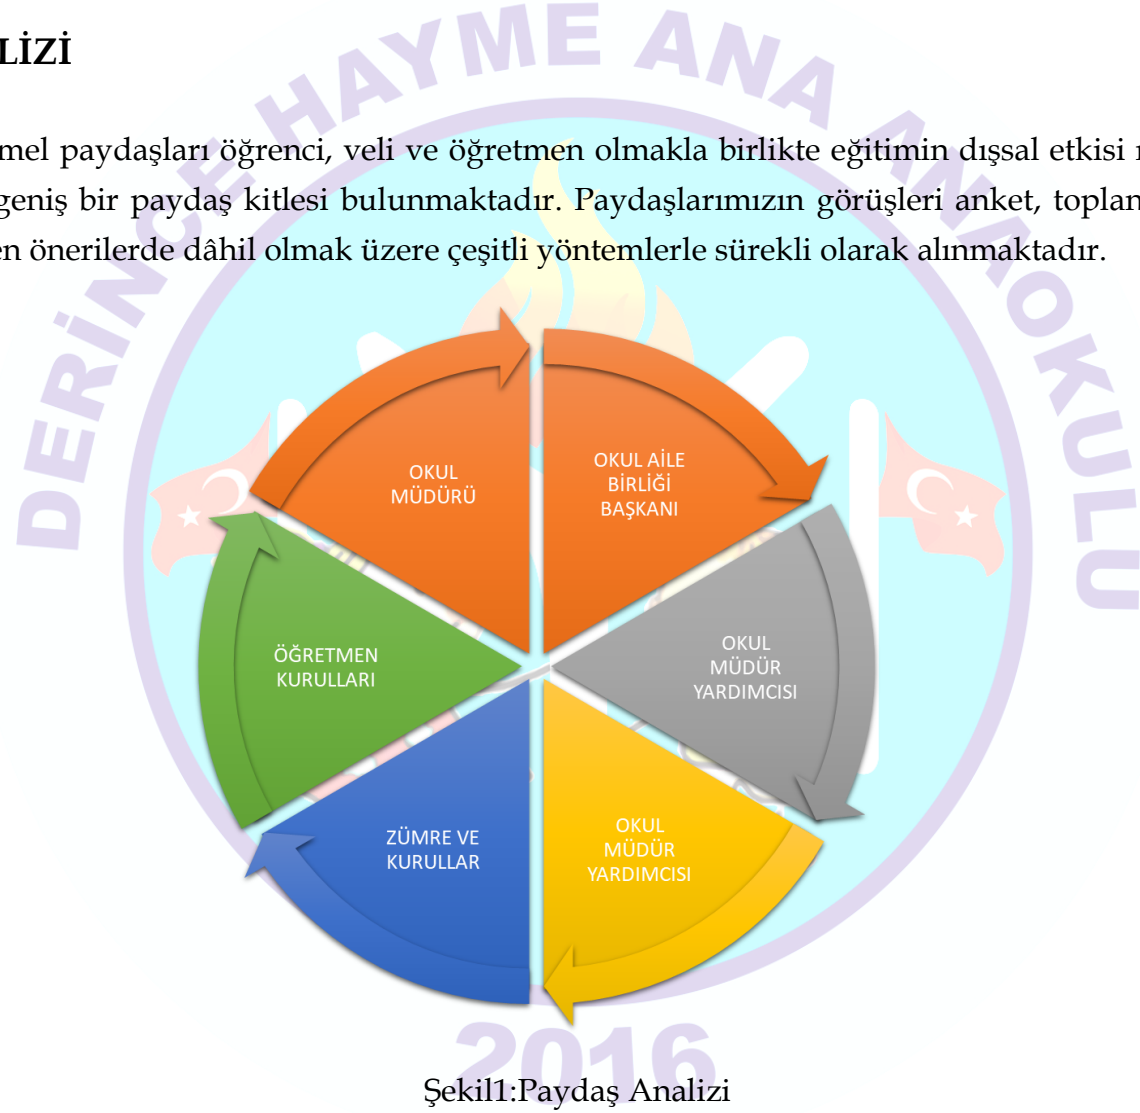 LİZİ
mel paydaşları öğrenci, veli ve öğretmen olmakla birlikte eğitimin dışsal etkisi
geniş bir paydaş kitlesi bulunmaktadır. Paydaşlarımızın görüşleri anket, toplan
en önerilerde dâhil olmak üzere çeşitli yöntemlerle sürekli olarak alınmaktadır.
DERİNCE HAYME ANA ANAOKULU
OKUL
MÜDÜRÜ
OKUL AİLE
BİRLİĞİ
BAŞKANI
OKUL
MÜDÜR
YARDIMCISI
OKUL
MÜDÜR
YARDIMCISI
ZÜMRE VE
KURULLAR
ÖĞRETMEN
KURULLARI
2016
Şekil1:Paydaş Analizi